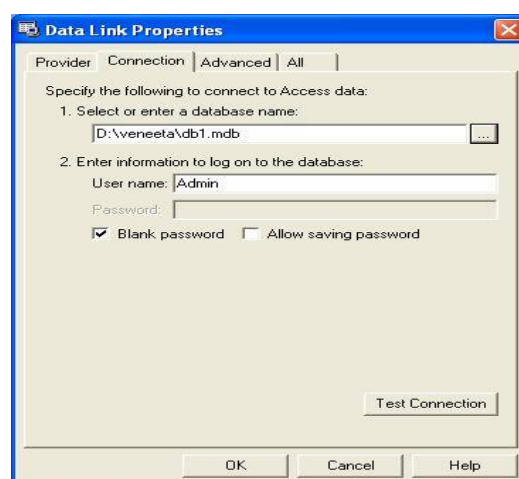 Data Link Properties
Provider Connection Advanced All
Specify the following to connect to Access data:
1. Select or enter a database name:
D:\veneeta\db1.mdb ...
2. Enter information to log on to the database:
User name: Admin
Password:
Blank password Allow saving password
Test Connection
OK Cancel Help